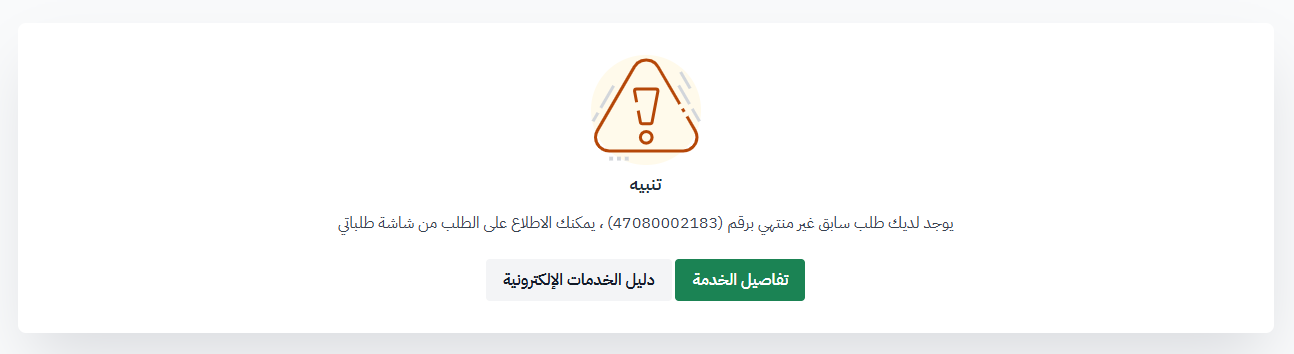 تنبيه
يوجد لديك طلب سابق غير منتهي برقم (47080002183) ، يمكنك الاطلاع على الطلب من شاشة طلباتي
تفاصيل الخدمة
دليل الخدمات الإلكترونية